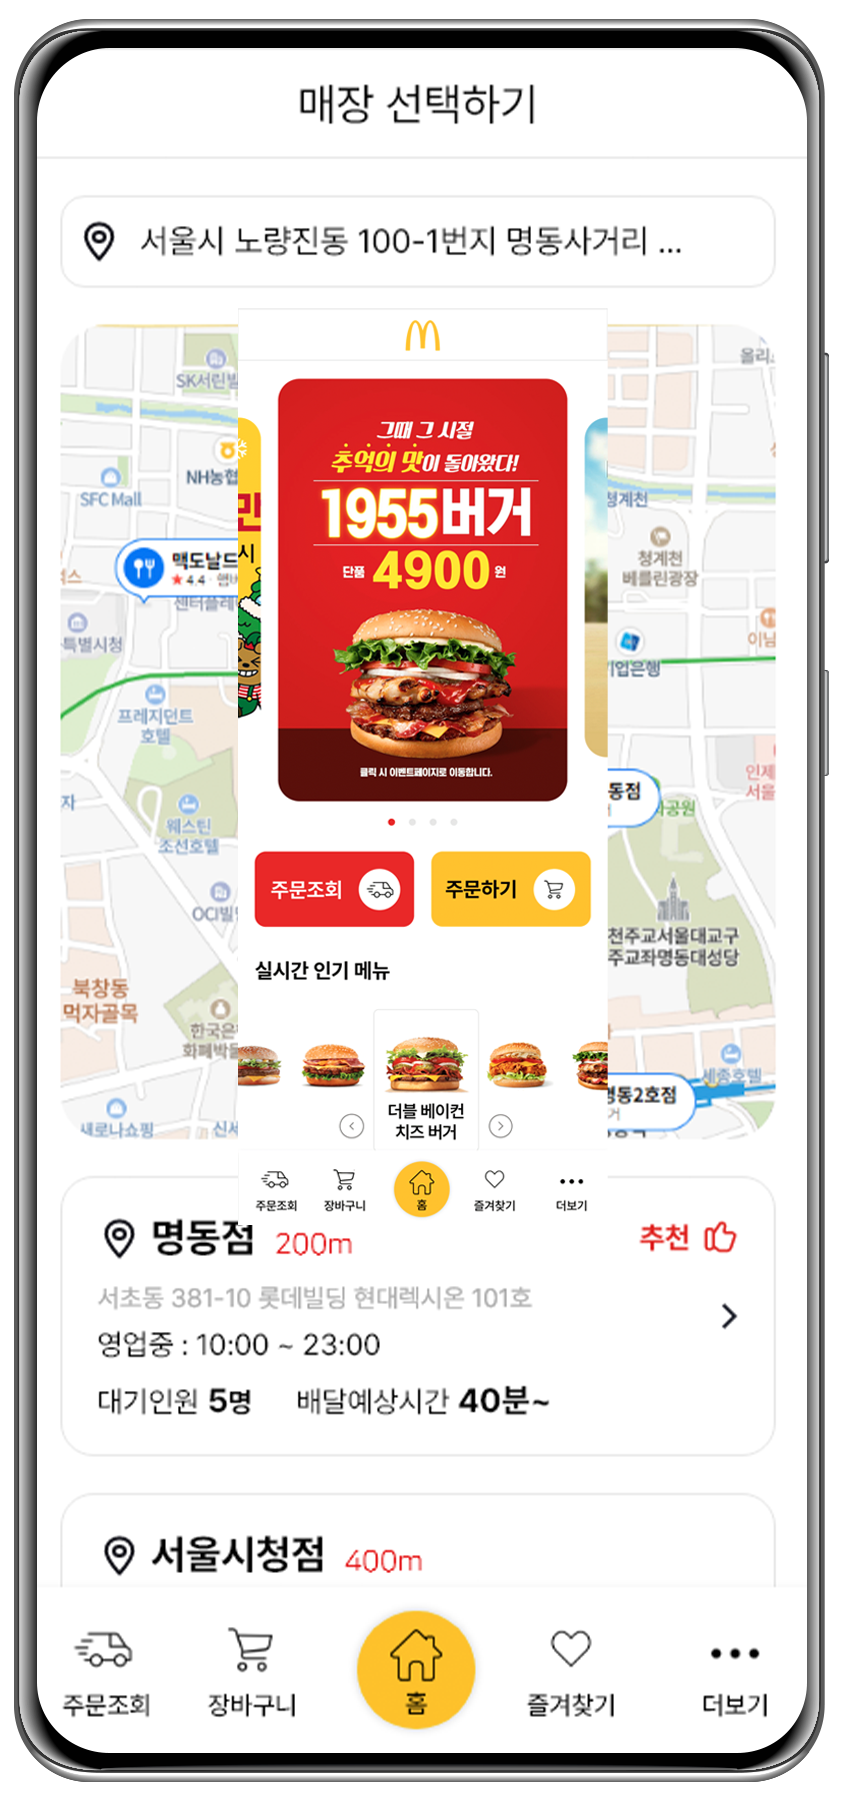 매장 선택하기
서울시 노량진동 100-1번지 명동사거리 ...
올리
SK서린빌
NH농협
SFC Mall
청계천
청계천
베를린광장
맥도날드
4.4
센터플레
특별시청
이남
기업은행
프레지던트
호텔
인제
서울
자
동점
공원
웨스틴
조선호텔
OCI빌
천주교서울대교구
주교좌명동대성당
북창동
먹자골목
한국은
화폐박물
세종호텔
명동2호점
거
새로나쇼핑
신세
만
시
그때 그 시절
추억의 맛이 돌아왔다!
1955버거
단품 4900원
클릭 시 이벤트페이지로 이동합니다.
주문조회
주문하기
실시간 인기 메뉴
더블 베이컨
치즈 버거
주문조회 장바구니 홈 즐겨찾기 더보기
명동점 200m 추천
서초동 381-10 롯데빌딩 현대렉시온 101호
영업중 : 10:00 ~ 23:00
대기인원 5명 배달예상시간 40분~
서울시청점 400m
주문조회 장바구니 홈 즐겨찾기 더보기